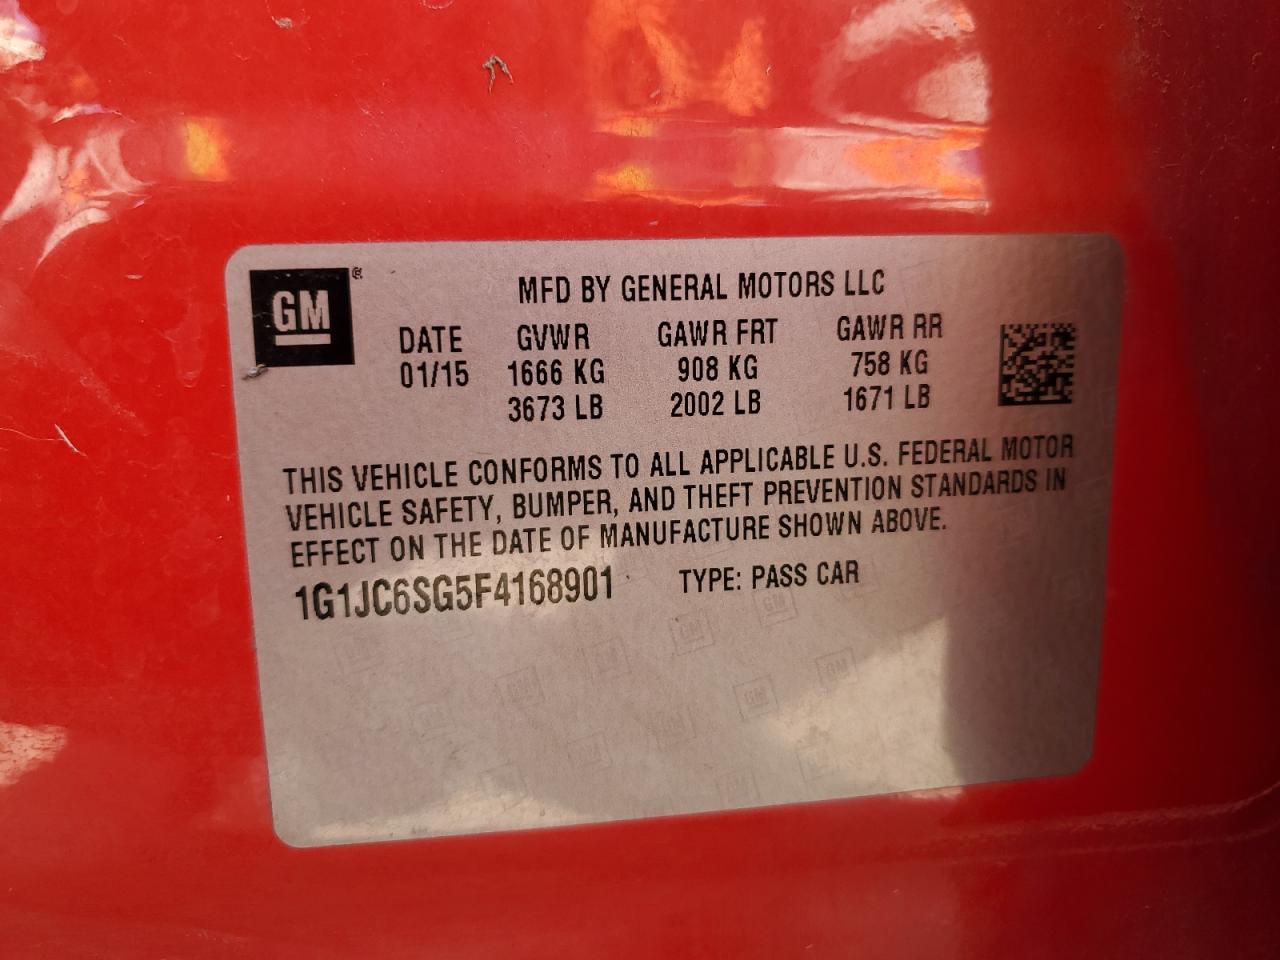 GM
MFD BY GENERAL MOTORS LLC
DATE GVWR GAWR FRT GAWR RR
01/15 1666 KG 908 KG 758 KG
3673 LB 2002 LB 1671 LB
THIS VEHICLE CONFORMS TO ALL APPLICABLE U.S. FEDERAL MOTOR
VEHICLE SAFETY, BUMPER, AND THEFT PREVENTION STANDARDS IN
EFFECT ON THE DATE OF MANUFACTURE SHOWN ABOVE.
1G1JC6SG5F4168901 TYPE: PASS CAR